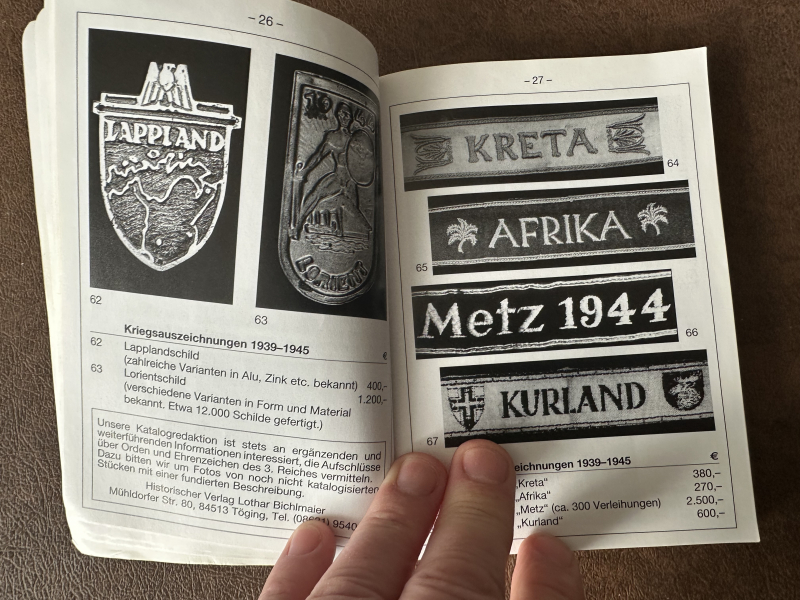 – 26 –
LAPPLAND
1944
LORIENT
62
63
Kriegsauszeichnungen 1939–1945
€
62 Lapplandschild
(zahlreiche Varianten in Alu, Zink etc. bekannt) 400,–
63 Lorientschild 1.200,–
(verschiedene Varianten in Form und Material
bekannt. Etwa 12.000 Schilde gefertigt.)
Unsere Katalogredaktion ist stets an ergänzenden und
weiterführenden Informationen interessiert, die Aufschlüsse
über Orden und Ehrenzeichen des 3. Reiches vermitteln.
Dazu bitten wir um Fotos von noch nicht katalogisierten
Stücken mit einer fundierten Beschreibung.
Historischer Verlag Lothar Bichlmaier
Mühldorfer Str. 80, 84513 Töging, Tel. 9540
– 27 –
KRETA
64
AFRIKA
65
Metz 1944
66
KURLAND
67
zeichnungen 1939–1945 €
„Kreta“ 380,–
„Afrika“ 270,–
„Metz“ (ca. 300 Verleihungen) 2.500,–
„Kurland“ 600,–